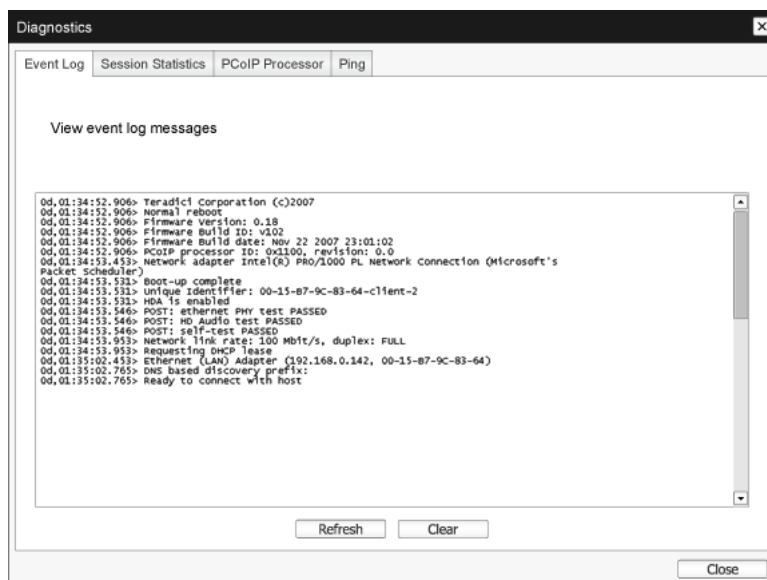 Diagnostics
Event Log Session Statistics PCoIP Processor Ping
View event log messages
0d,01:34:52.906> Teradici Corporation (c)2007
0d,01:34:52.906> Normal reboot
0d,01:34:52.906> Firmware Version: 0.18
0d,01:34:52.906> Firmware Build ID: v102
0d,01:34:52.906> Firmware Build date: Nov 22 2007 23:01:02
0d,01:34:52.906> PCoIP processor ID: 0x1100, revision: 0.0
0d,01:34:53.453> Network adapter Intel(R) PRO/1000 PL Network Connection (Microsoft's
Packet Scheduler)
0d,01:34:53.531> Boot-up complete
0d,01:34:53.531> Unique Identifier: 00-15-B7-9C-83-64-client-2
0d,01:34:53.531> HDA is enabled
0d,01:34:53.546> POST: ethernet PHY test PASSED
0d,01:34:53.546> POST: HD Audio test PASSED
0d,01:34:53.546> POST: self-test PASSED
0d,01:34:53.953> Network link rate: 100 Mbit/s, duplex: FULL
0d,01:34:53.953> Requesting DHCP lease
0d,01:35:02.453> Ethernet (LAN) Adapter (192.168.0.142, 00-15-B7-9C-83-64)
0d,01:35:02.765> DNS based discovery prefix:
0d,01:35:02.765> Ready to connect with host
Refresh Clear
Close